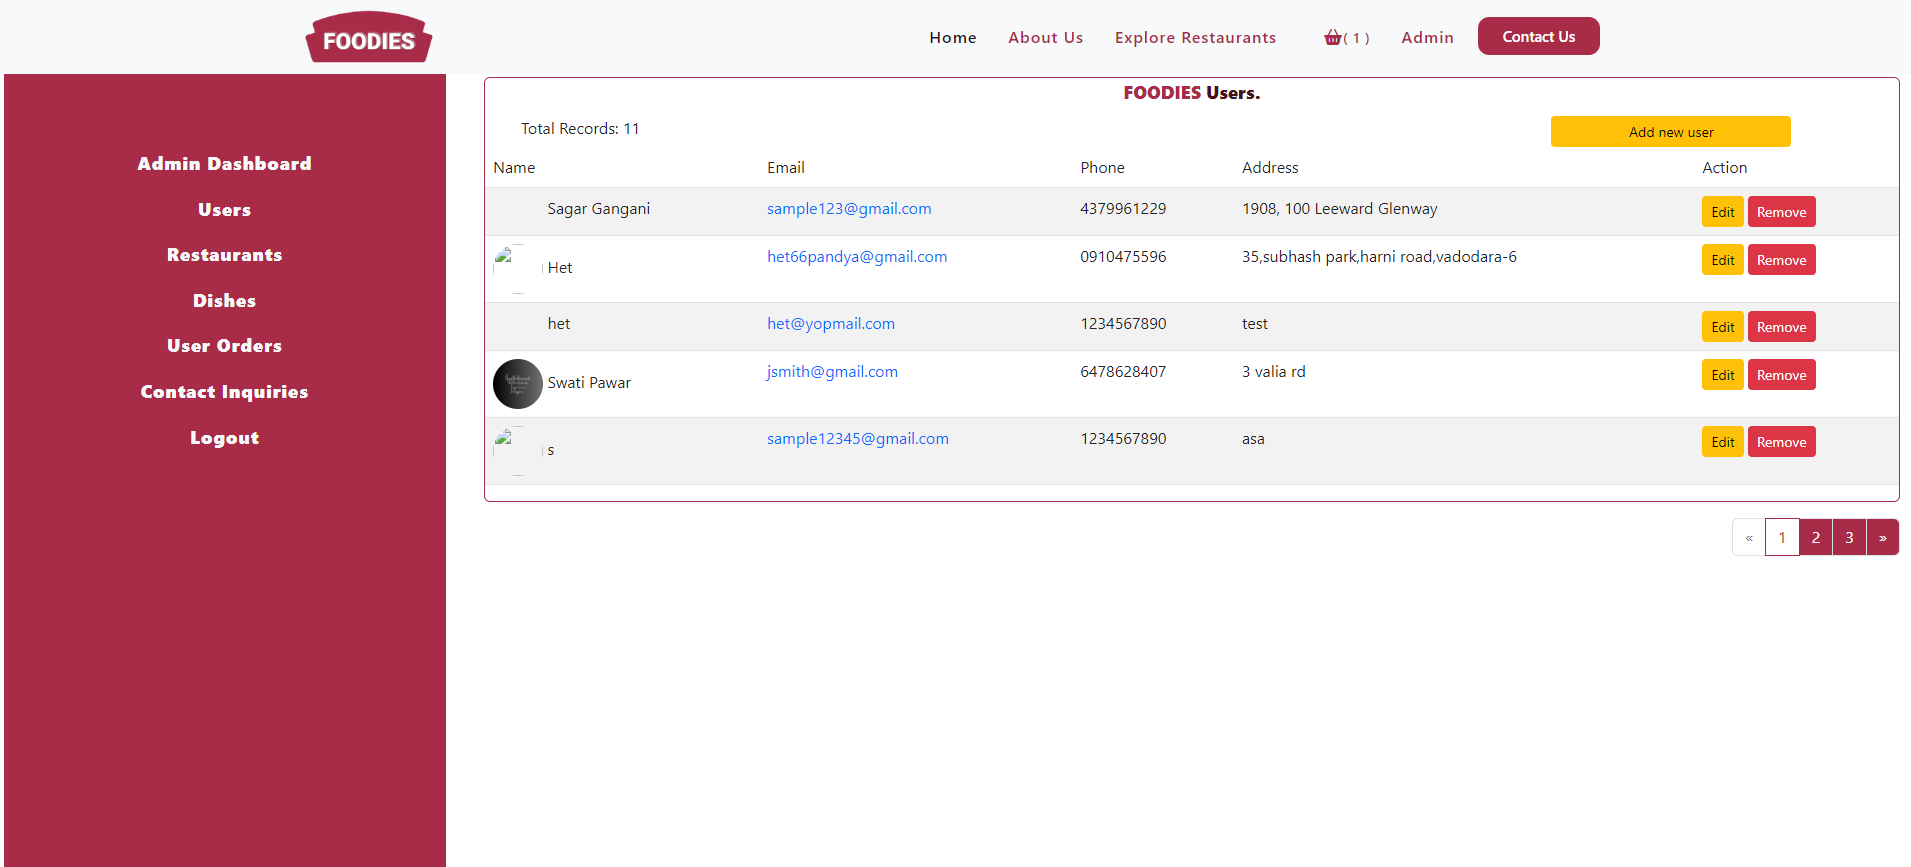 FOODIES
Home About Us Explore Restaurants ( 1 ) Admin Contact Us
Admin Dashboard
Users
Restaurants
Dishes
User Orders
Contact Inquiries
Logout
FOODIES Users.
Total Records: 11 Add new user
Name Email Phone Address Action
Sagar Gangani sample123@gmail.com 4379961229 1908, 100 Leeward Glenway Edit Remove
Het het66pandya@gmail.com 0910475596 35,subhash park,harni road,vadodara-6 Edit Remove
het het@yopmail.com 1234567890 test Edit Remove
Swati Pawar jsmith@gmail.com 6478628407 3 valia rd Edit Remove
s sample12345@gmail.com 1234567890 asa Edit Remove
« 1 2 3 »